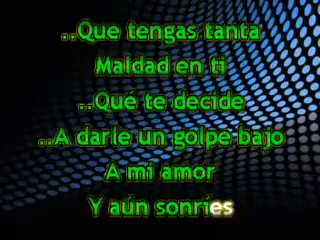 ..Que tengas tanta
Maldad en ti
..Qué te decide
..A darle un golpe bajo
A mi amor
Y aún sonríes